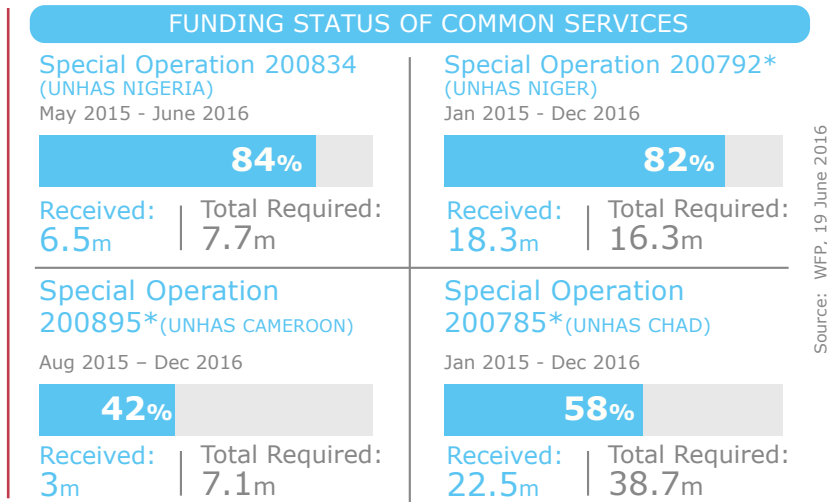 FUNDING STATUS OF COMMON SERVICES
Special Operation 200834
(UNHAS NIGERIA)
May 2015 - June 2016
84%
Received: | Total Required:
6.5m | 7.7m
Special Operation 200792*
(UNHAS NIGER)
Jan 2015 - Dec 2016
82%
Received: | Total Required:
18.3m | 16.3m
Special Operation
200895*(UNHAS CAMEROON)
Aug 2015 – Dec 2016
42%
Received: | Total Required:
3m | 7.1m
Special Operation
200785*(UNHAS CHAD)
Jan 2015 - Dec 2016
58%
Received: | Total Required:
22.5m | 38.7m
Source: WFP, 19 June 2016